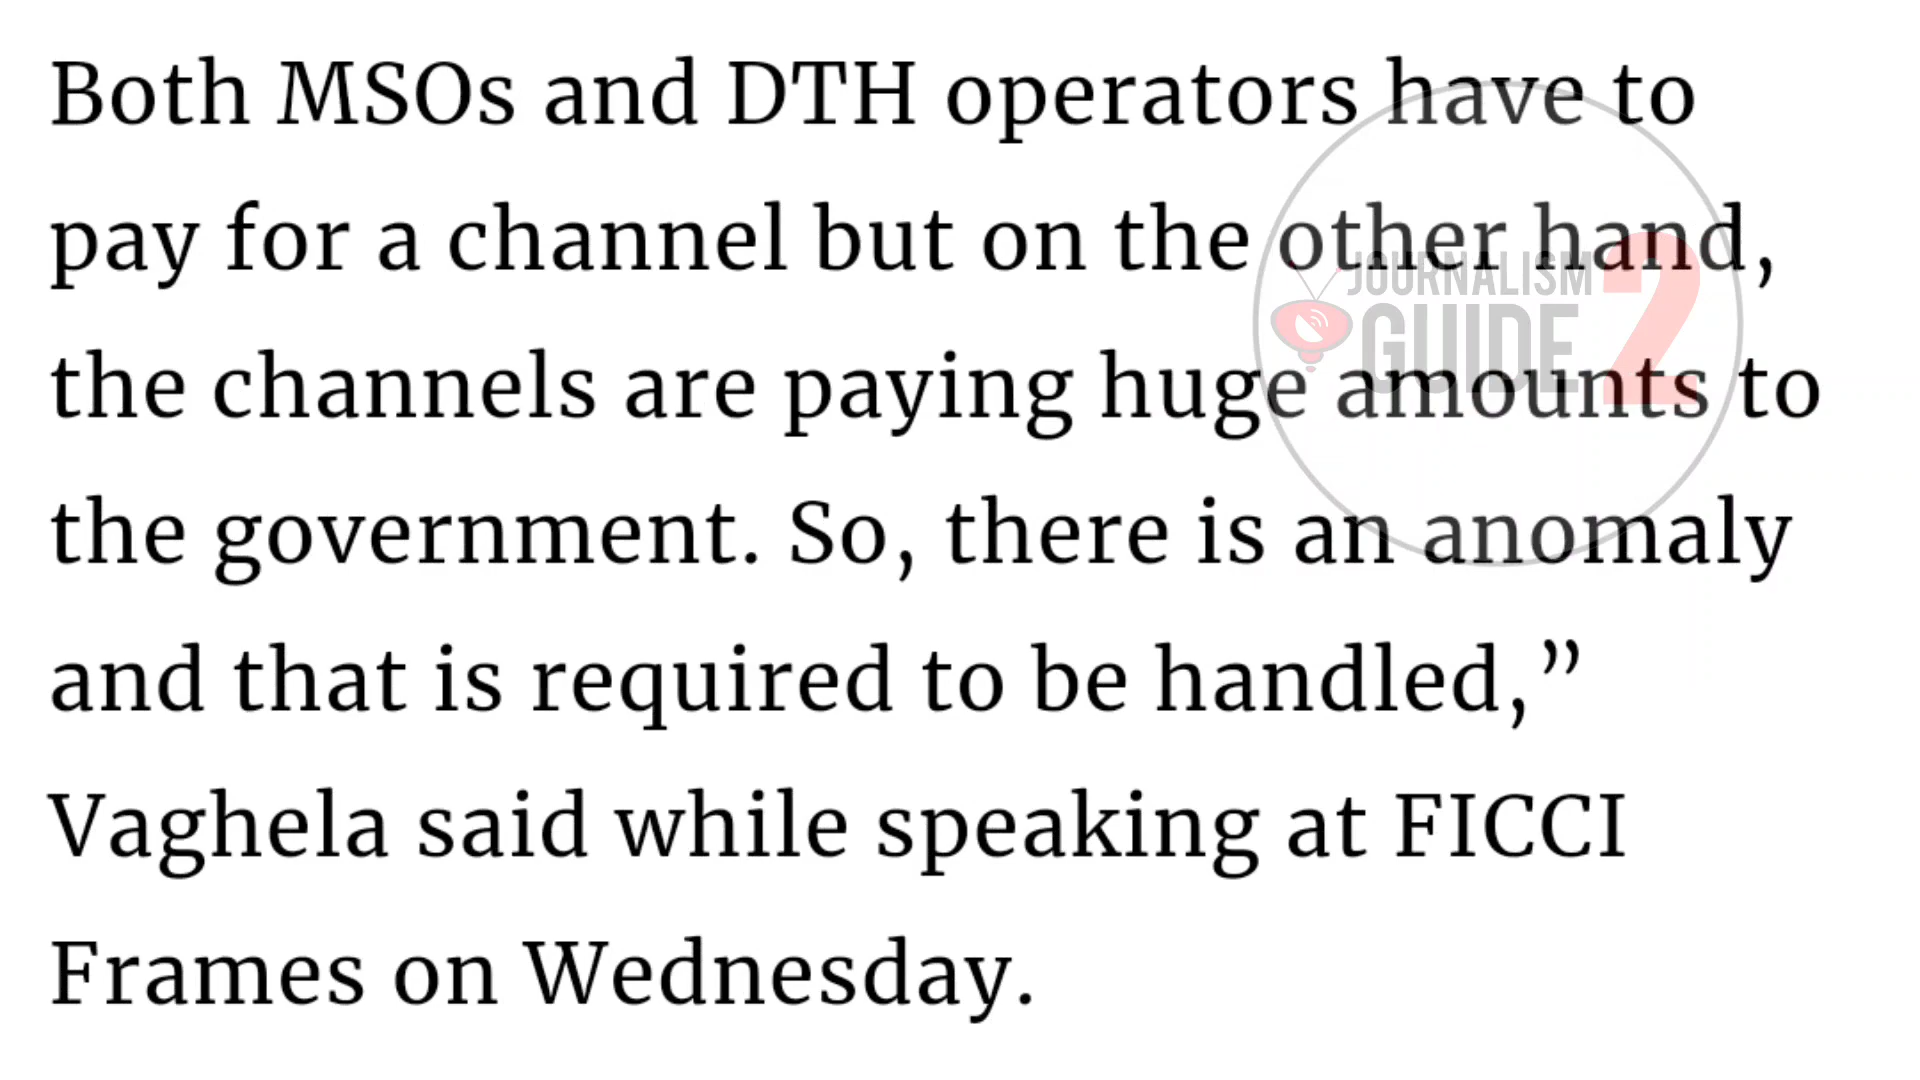 Both MSOs and DTH operators have to
pay for a channel but on the other hand,
the channels are paying huge amounts to
the government. So, there is an anomaly
and that is required to be handled,”
Vaghela said while speaking at FICCI
Frames on Wednesday.
JOURNALISM
GUIDE 2